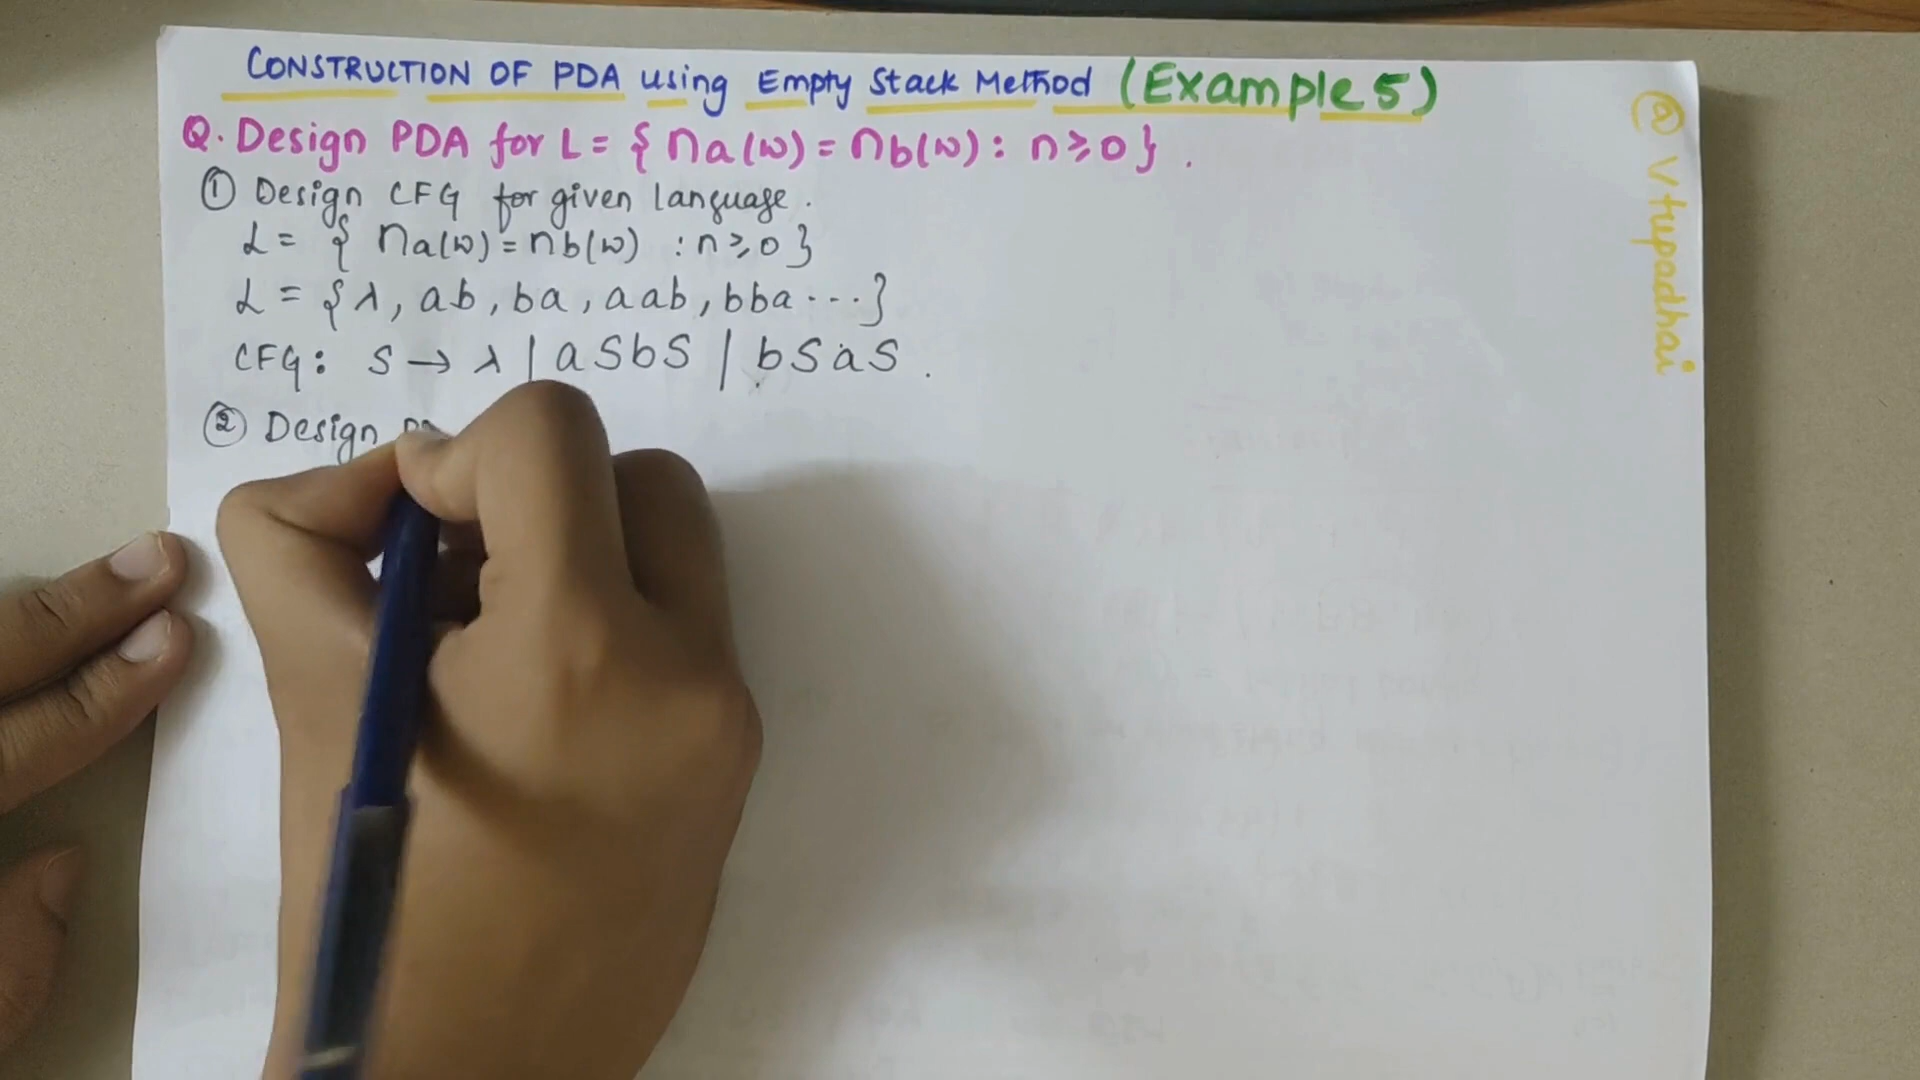 CONSTRUCTION OF PDA using Empty Stack Method (Example 5)
Q. Design PDA for L = { na(w) = nb(w) : n ≥ 0 } .
① Design CFG for given language .
L = { na(w) = nb(w) : n ≥ 0 }
L = { λ, ab, ba, aab, bba ... }
CFG: S → λ | aSbS | bSaS .
② Design
@ Vtupadhai